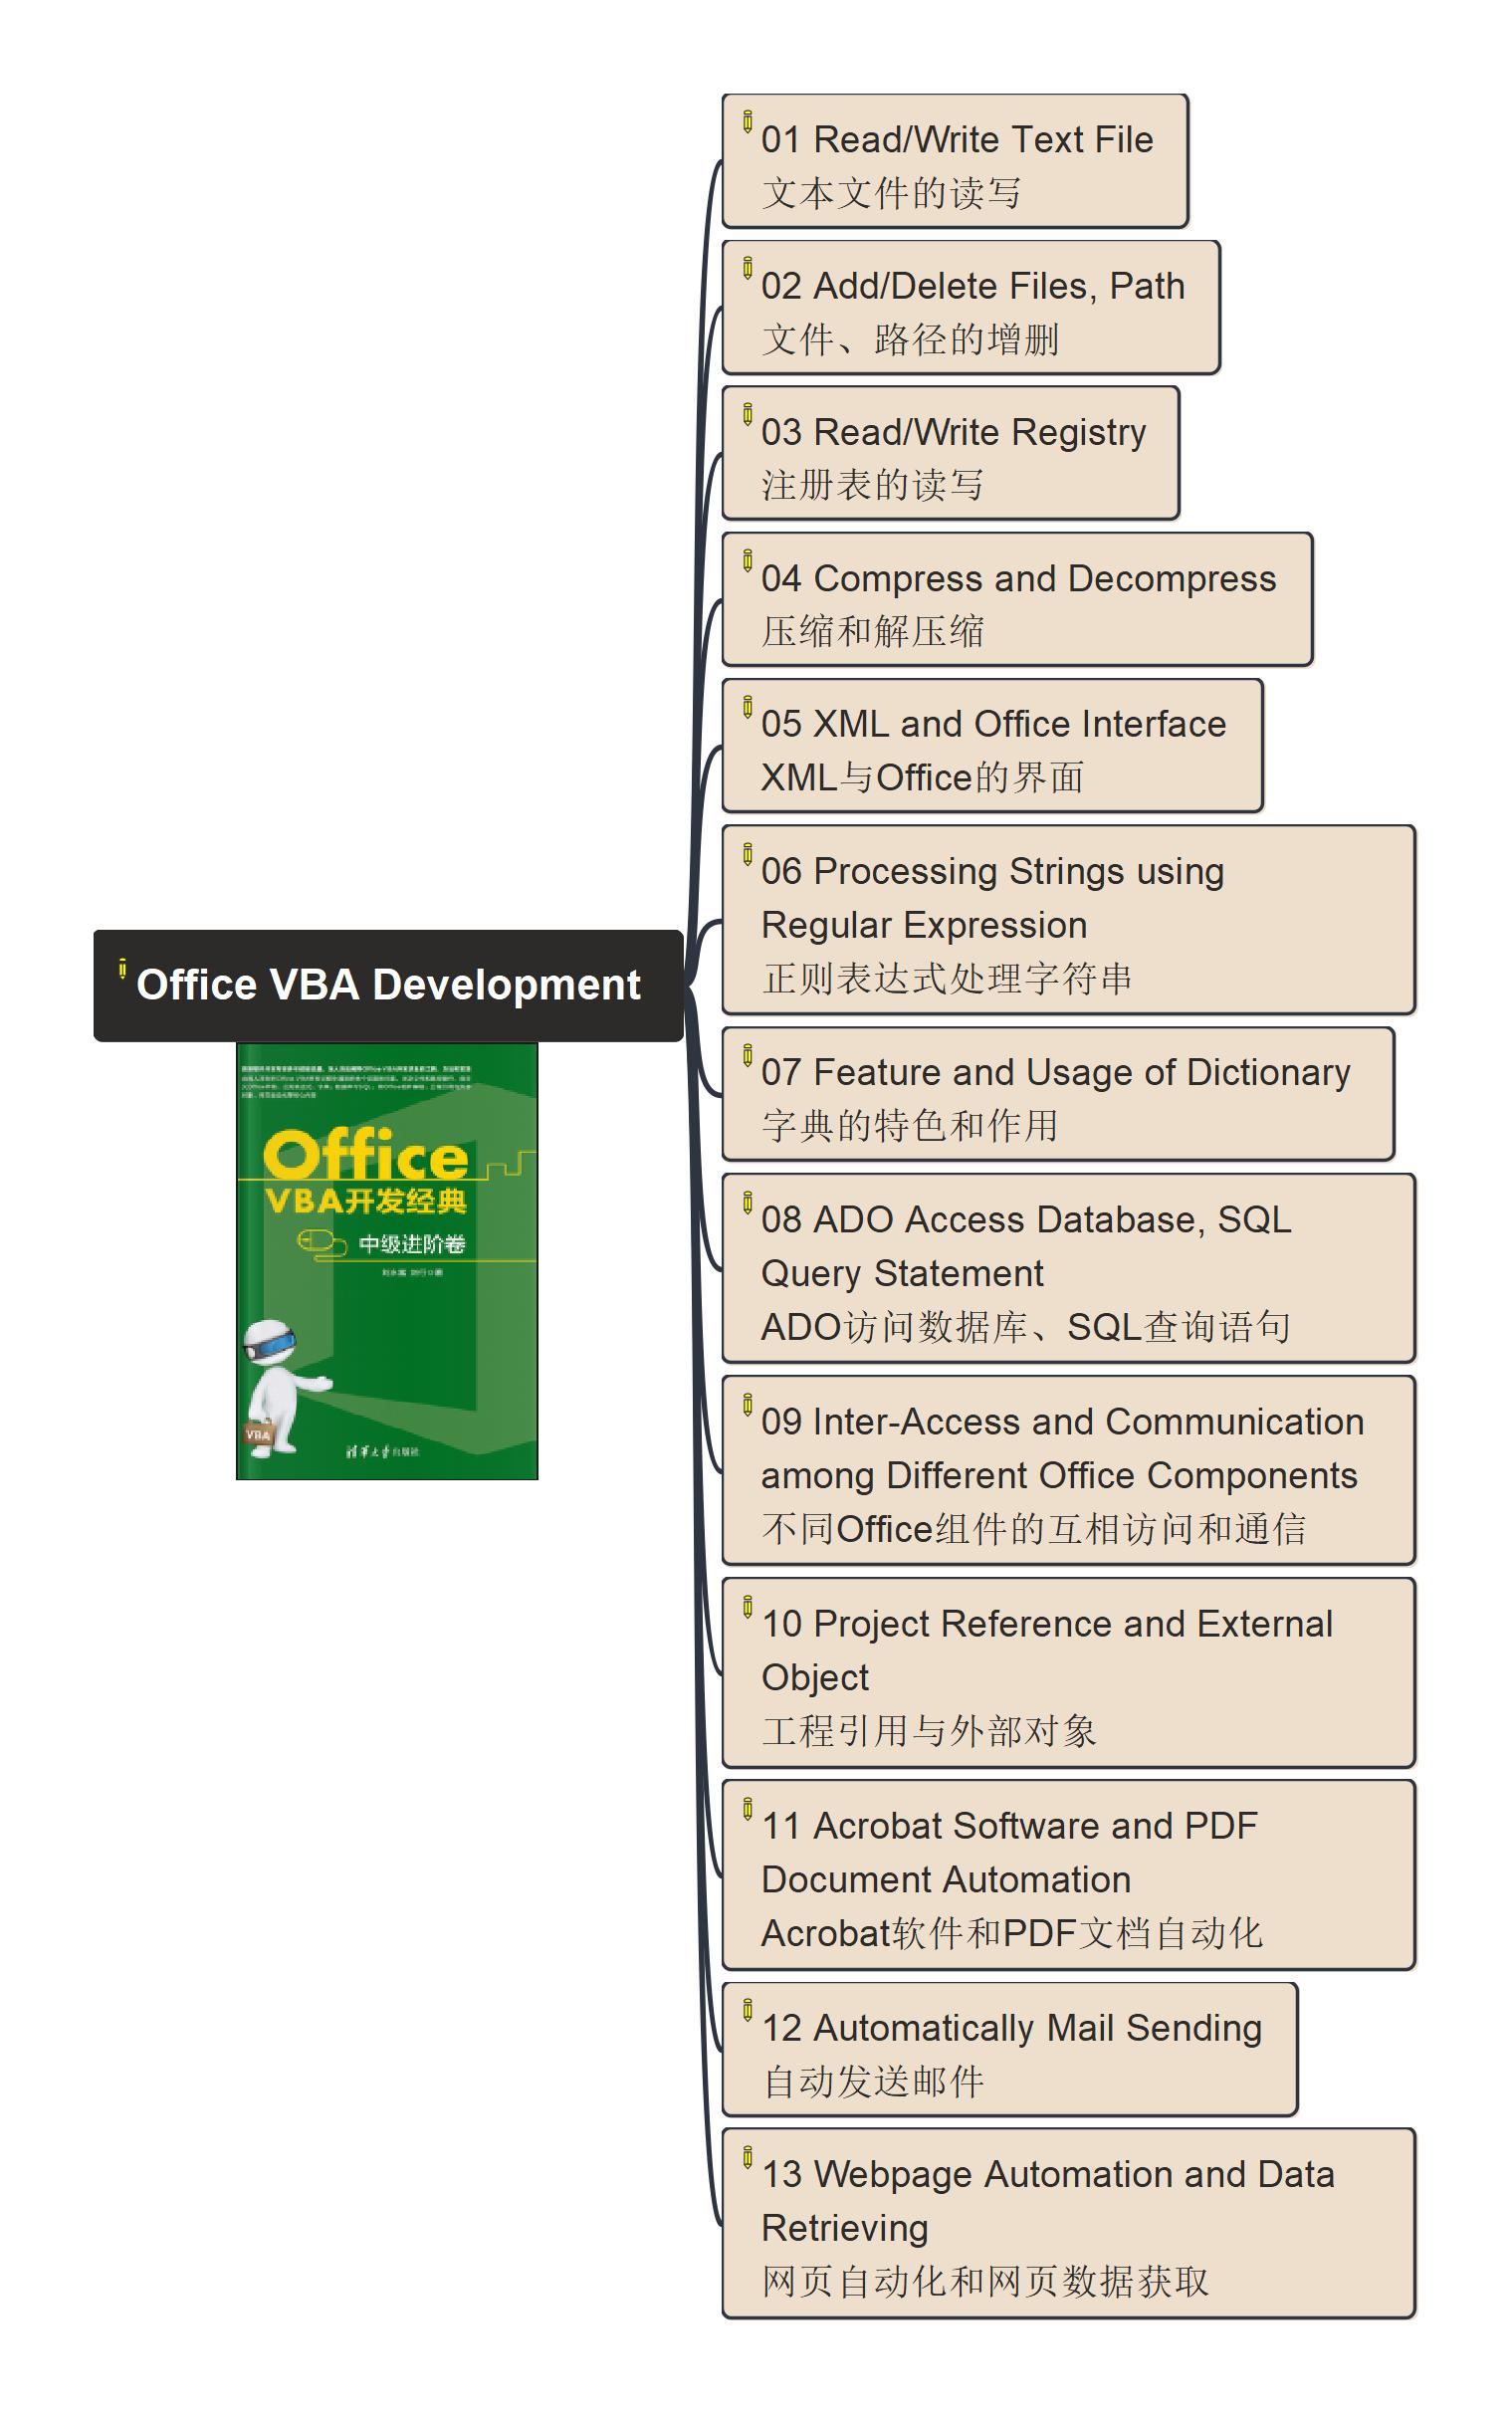 01 Read/Write Text File
文本文件的读写
02 Add/Delete Files, Path
文件、路径的增删
03 Read/Write Registry
注册表的读写
04 Compress and Decompress
压缩和解压缩
05 XML and Office Interface
XML与Office的界面
06 Processing Strings using
Regular Expression
正则表达式处理字符串
Office VBA Development
Office
VBA开发经典
中级进阶卷
VBA
清华大学出版社
07 Feature and Usage of Dictionary
字典的特色和作用
08 ADO Access Database, SQL
Query Statement
ADO访问数据库、SQL查询语句
09 Inter-Access and Communication
among Different Office Components
不同Office组件的互相访问和通信
10 Project Reference and External
Object
工程引用与外部对象
11 Acrobat Software and PDF
Document Automation
Acrobat软件和PDF文档自动化
12 Automatically Mail Sending
自动发送邮件
13 Webpage Automation and Data
Retrieving
网页自动化和网页数据获取